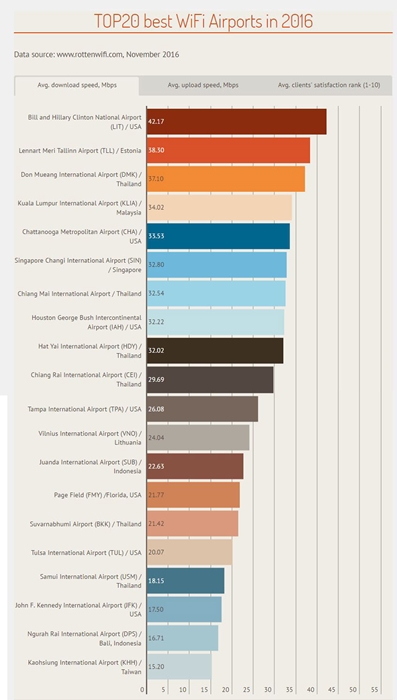 TOP20 best WiFi Airports in 2016
Data source: www.rottenwifi.com, November 2016
Avg. download speed, Mbps
Avg. upload speed, Mbps
Avg. clients' satisfaction rank (1-10)
Bill and Hillary Clinton National Airport
(LIT) / USA
42.17
Lennart Meri Tallinn Airport (TLL) / Estonia
38.30
Don Mueang International Airport (DMK) /
Thailand
37.10
Kuala Lumpur International Airport (KLIA) /
Malaysia
34.02
Chattanooga Metropolitan Airport (CHA) /
USA
33.53
Singapore Changi International Airport (SIN)
/ Singapore
32.80
Chiang Mai International Airport / Thailand
32.54
Houston George Bush Intercontinental
Airport (IAH) / USA
32.22
Hat Yai International Airport (HDY) /
Thailand
32.02
Chiang Rai International Airport (CEI) /
Thailand
29.69
Tampa International Airport (TPA) / USA
26.08
Vilnius International Airport (VNO) /
Lithuania
24.04
Juanda International Airport (SUB) /
Indonesia
22.63
Page Field (FMY) /Florida, USA
21.77
Suvarnabhumi Airport (BKK) / Thailand
21.42
Tulsa International Airport (TUL) / USA
20.07
Samui International Airport (USM) /
Thailand
18.15
John F. Kennedy International Airport (JFK) /
USA
17.50
Ngurah Rai International Airport (DPS) /
Bali, Indonesia
16.71
Kaohsiung International Airport (KHH) /
Taiwan
15.20
0 5 10 15 20 25 30 35 40 45 50 55